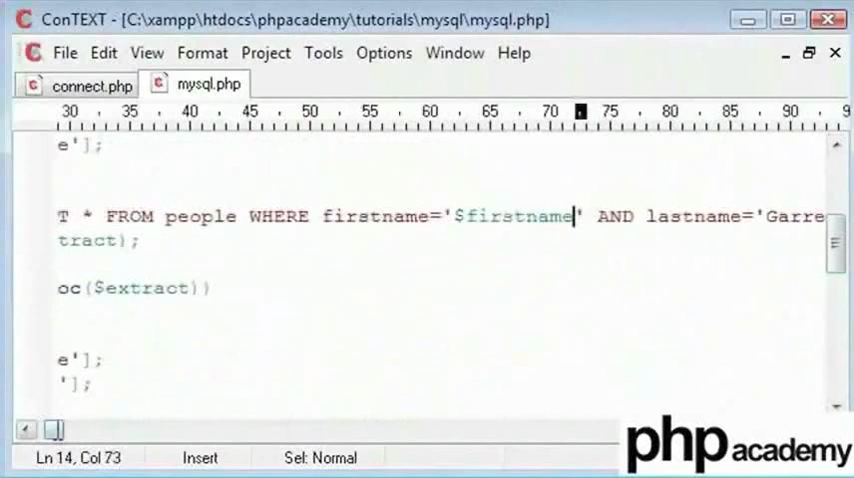 ConTEXT - [C:\xampp\htdocs\phpacademy\tutorials\mysql\mysql.php]
File Edit View Format Project Tools Options Window Help
connect.php mysql.php
30 35 40 45 50 55 60 65 70 75 80 85 90 9
e'];
T * FROM people WHERE firstname='$firstname' AND lastname='Garre
tract);
oc($extract))
e'];
'];
Ln 14, Col 73 Insert Sel: Normal
php academy